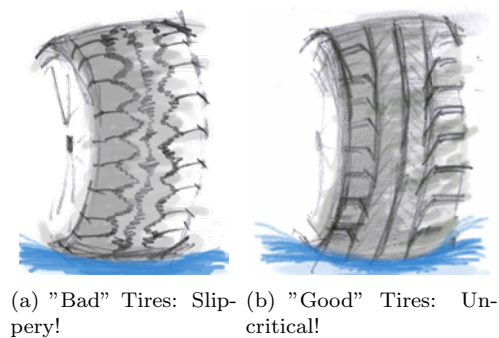 (a) "Bad" Tires: Slip-
pery!
(b) "Good" Tires: Un-
critical!